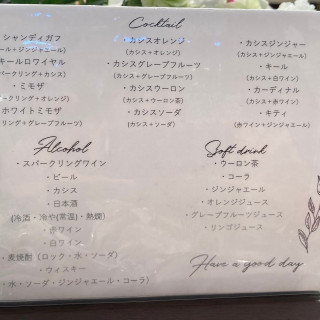 Cocktail
シャンディガフ
ール+ジンジャエール)
キールロワイヤル
パークリング+カシス)
・ミモザ
ークリング+オレンジ)
ホワイトミモザ
クリング+グレープフルーツ)
・カシスオレンジ
(カシス+オレンジ)
・カシスグレープフルーツ
(カシス+グレープフルーツ)
・カシスウーロン
(カシス+ウーロン茶)
・カシスソーダ
(カシス+ソーダ)
・カシスジンジャー
(カシス+ジンジャエール)
・キール
(カシス+白ワイン)
・カーディナル
(カシス+赤ワイン)
・キティ
(赤ワイン+ジンジャエール)
Alcohol
・スパークリングワイン
・ビール
・カシス
・日本酒
(冷酒・冷や(常温)・熱燗)
・赤ワイン
・白ワイン
・麦焼酎（ロック・水・ソーダ）
・ウィスキー
・水・ソーダ・ジンジャエール・コーラ）
Soft drink
・ウーロン茶
・コーラ
・ジンジャエール
・オレンジジュース
・グレープフルーツジュース
・リンゴジュース
Have a good day